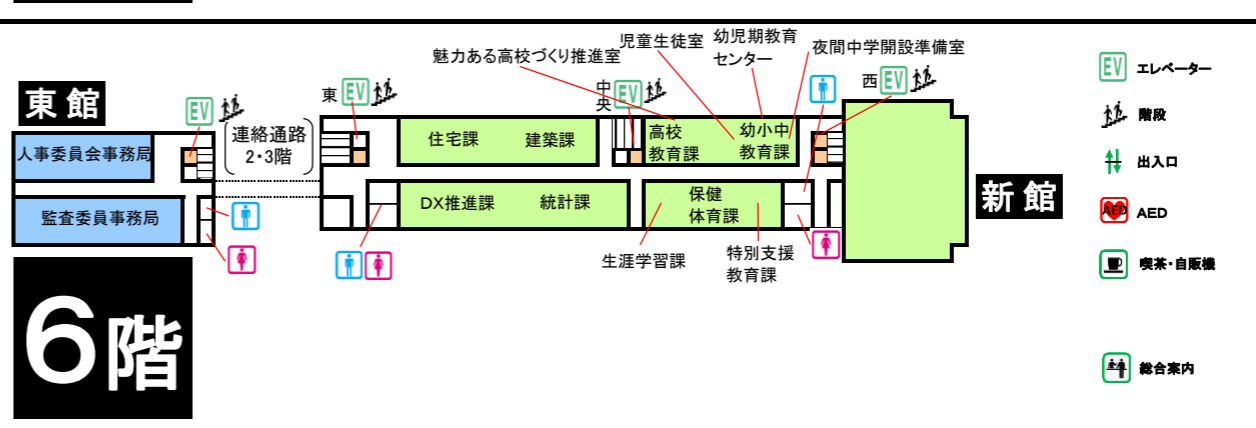 魅力ある高校づくり推進室
児童生徒室
幼児期教育
センター
夜間中学開設準備室
東館
EV
東
EV
中央
EV
西
EV
人事委員会事務局
監査委員事務局
連絡通路
2・3階
住宅課
建築課
高校
教育課
幼小中
教育課
DX推進課
統計課
保健
体育課
生涯学習課
特別支援
教育課
新館
6階
EV
エレベーター
階段
出入口
AED
AED
喫茶・自販機
総合案内